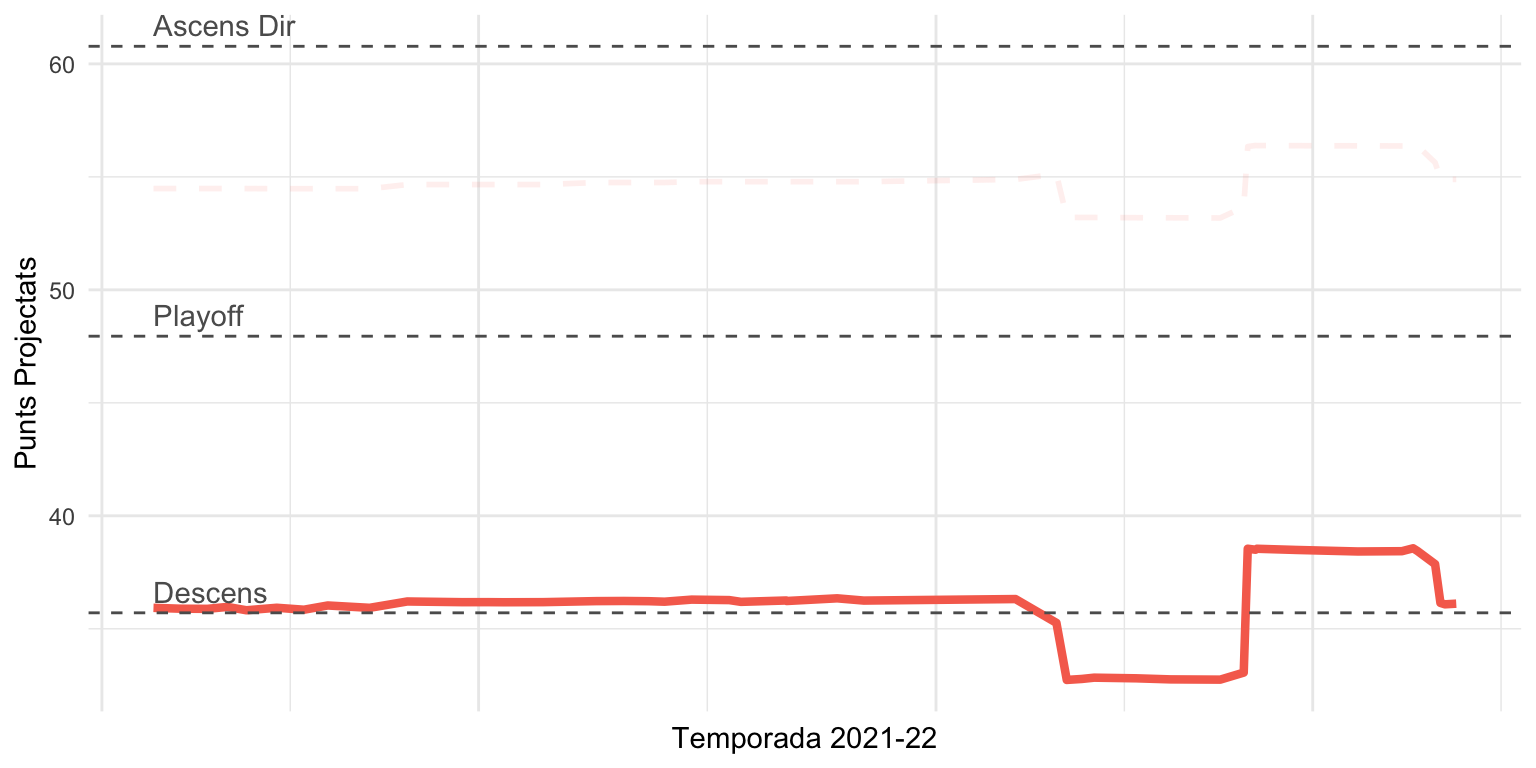 Ascens Dir
60
50
Playoff
Punts Projectats
40
Descens
Temporada 2021-22